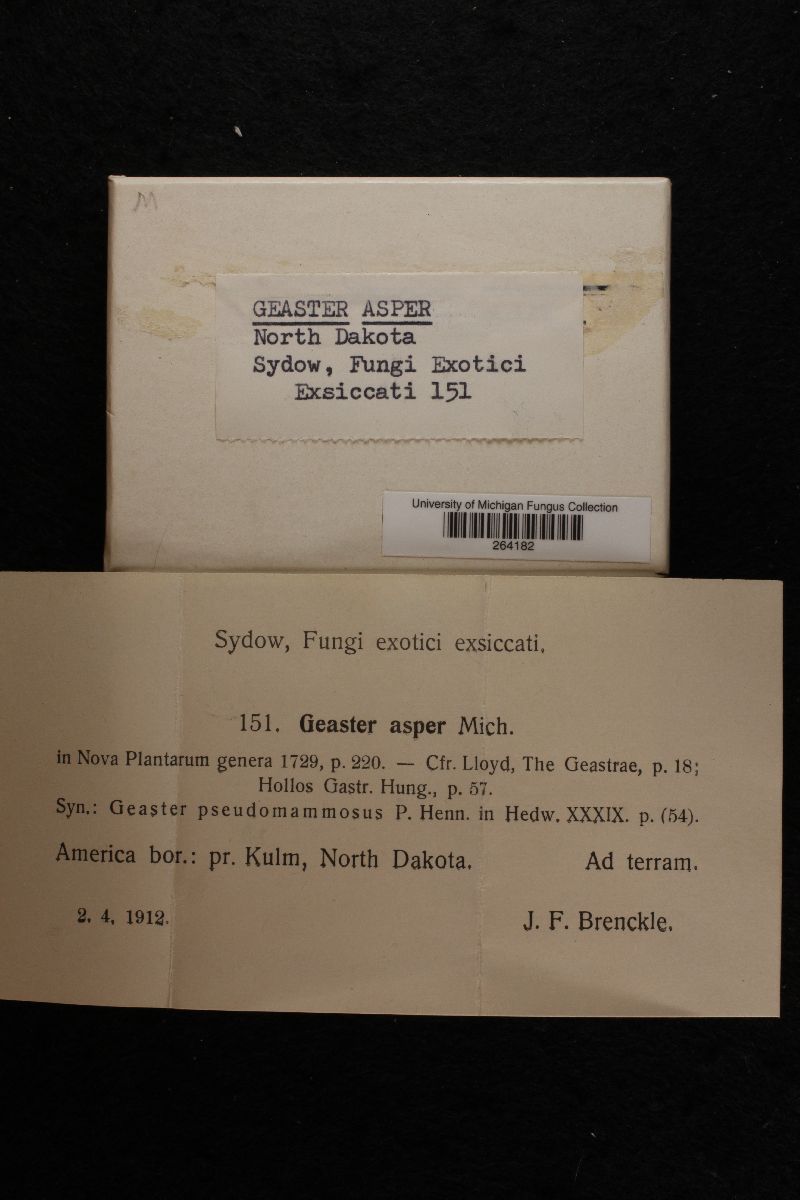 M
GEASTER ASPER
North Dakota
Sydow, Fungi Exotici
Exsiccati 151
University of Michigan Fungus Collection
264182
Sydow, Fungi exotici exsiccati.
151. Geaster asper Mich.
in Nova Plantarum genera 1729, p. 220. — Cfr. Lloyd, The Geastrae, p. 18;
Hollos Gastr. Hung., p. 57.
Syn.: Geaster pseudomammosus P. Henn. in Hedw. XXXIX. p. (54).
America bor.: pr. Kulm, North Dakota. Ad terram.
2. 4. 1912. J. F. Brenckle.